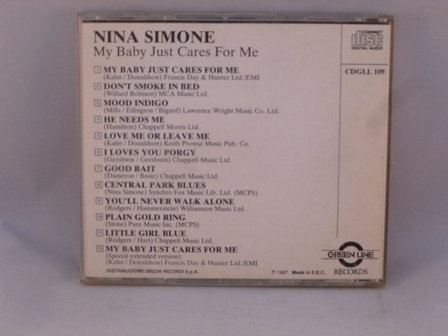 NINA SIMONE
My Baby Just Cares For Me
COMPACT
disc
DIGITAL AUDIO
CDGLL 109
1 MY BABY JUST CARES FOR ME
(Kahn / Donaldson) Francis Day & Hunter Ltd./EMI
2 DON'T SMOKE IN BED
(Willard Robison) MCA Music Ltd.
3 MOOD INDIGO
(Mills / Ellington / Bigard) Lawrence Wright Music Co. Ltd.
4 HE NEEDS ME
(Hamilton) Chappell Morris Ltd.
5 LOVE ME OR LEAVE ME
(Kahn / Donaldson) Keith Prowse Music Pub. Co.
6 I LOVES YOU PORGY
(Gershwin / Gershwin) Chappell Music Ltd.
7 GOOD BAIT
(Dameron / Basie) Chappell Music Ltd.
8 CENTRAL PARK BLUES
(Nina Simone) Synchro Fox Music Lib. Ltd. (MCPS)
9 YOU'LL NEVER WALK ALONE
(Rodgers / Hammerstein) Williamson Music Ltd.
10 PLAIN GOLD RING
(Stone) Pure Music Inc. (MCPS)
11 LITTLE GIRL BLUE
(Rodgers / Hart) Chappell Music Ltd.
12 MY BABY JUST CARES FOR ME
(Special extended version)
(Kahn / Donaldson) Francis Day & Hunter Ltd./EMI
GREEN LINE
RECORDS
DISTRIBUZIONE DISCHI RICORDI S.p.A.
℗ 1987 Made in E.E.C.